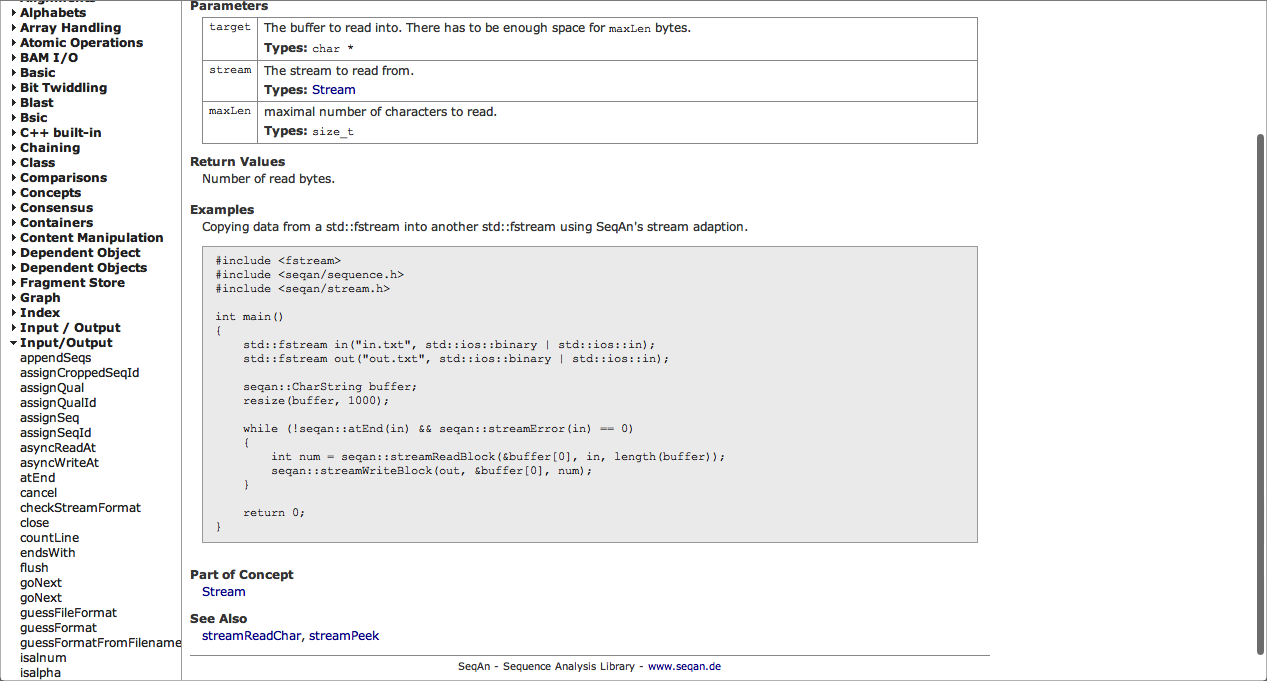 Alphabets
Array Handling
Atomic Operations
BAM I/O
Basic
Bit Twiddling
Blast
Bsic
C++ built-in
Chaining
Class
Comparisons
Concepts
Consensus
Containers
Content Manipulation
Dependent Object
Dependent Objects
Fragment Store
Graph
Index
Input / Output
Input/Output
appendSeqs
assignCroppedSeqId
assignQual
assignQualId
assignSeq
assignSeqId
asyncReadAt
asyncWriteAt
atEnd
cancel
checkStreamFormat
close
countLine
endsWith
flush
goNext
goNext
guessFileFormat
guessFormat
guessFormatFromFilename
isalnum
isalpha
Parameters
target The buffer to read into. There has to be enough space for maxLen bytes.
Types: char *
stream The stream to read from.
Types: Stream
maxLen maximal number of characters to read.
Types: size_t
Return Values
Number of read bytes.
Examples
Copying data from a std::fstream into another std::fstream using SeqAn's stream adaption.
#include <fstream>
#include <seqan/sequence.h>
#include <seqan/stream.h>
int main()
{
    std::fstream in("in.txt", std::ios::binary | std::ios::in);
    std::fstream out("out.txt", std::ios::binary | std::ios::in);
    seqan::CharString buffer;
    resize(buffer, 1000);
    while (!seqan::atEnd(in) && seqan::streamError(in) == 0)
    {
        int num = seqan::streamReadBlock(&buffer[0], in, length(buffer));
        seqan::streamWriteBlock(out, &buffer[0], num);
    }
    return 0;
}
Part of Concept
Stream
See Also
streamReadChar, streamPeek
SeqAn - Sequence Analysis Library - www.seqan.de